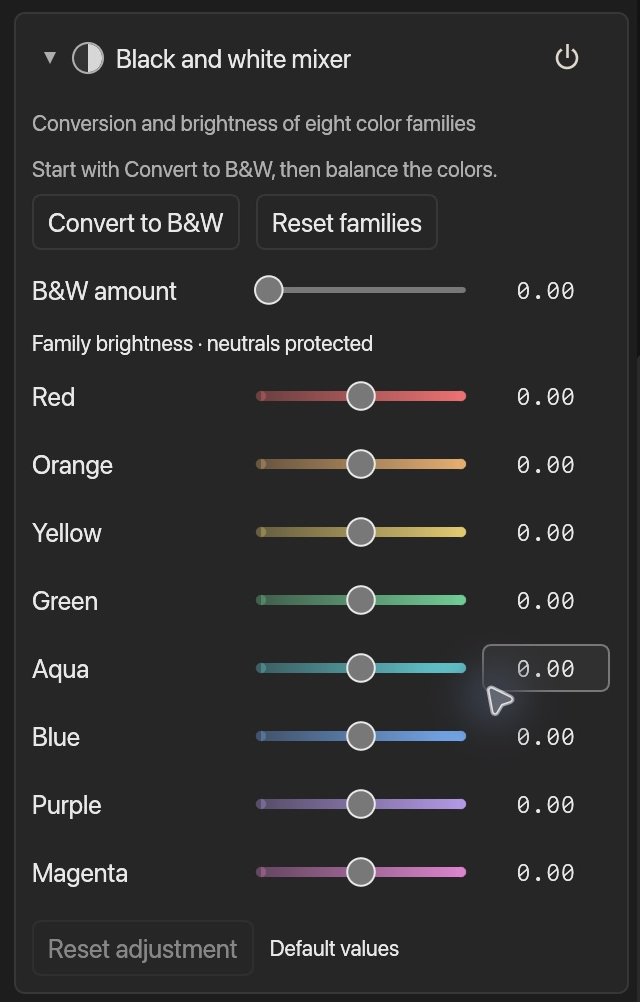 Black and white mixer
Conversion and brightness of eight color families
Start with Convert to B&W, then balance the colors.
Convert to B&W Reset families
B&W amount 0.00
Family brightness · neutrals protected
Red 0.00
Orange 0.00
Yellow 0.00
Green 0.00
Aqua 0.00
Blue 0.00
Purple 0.00
Magenta 0.00
Reset adjustment Default values